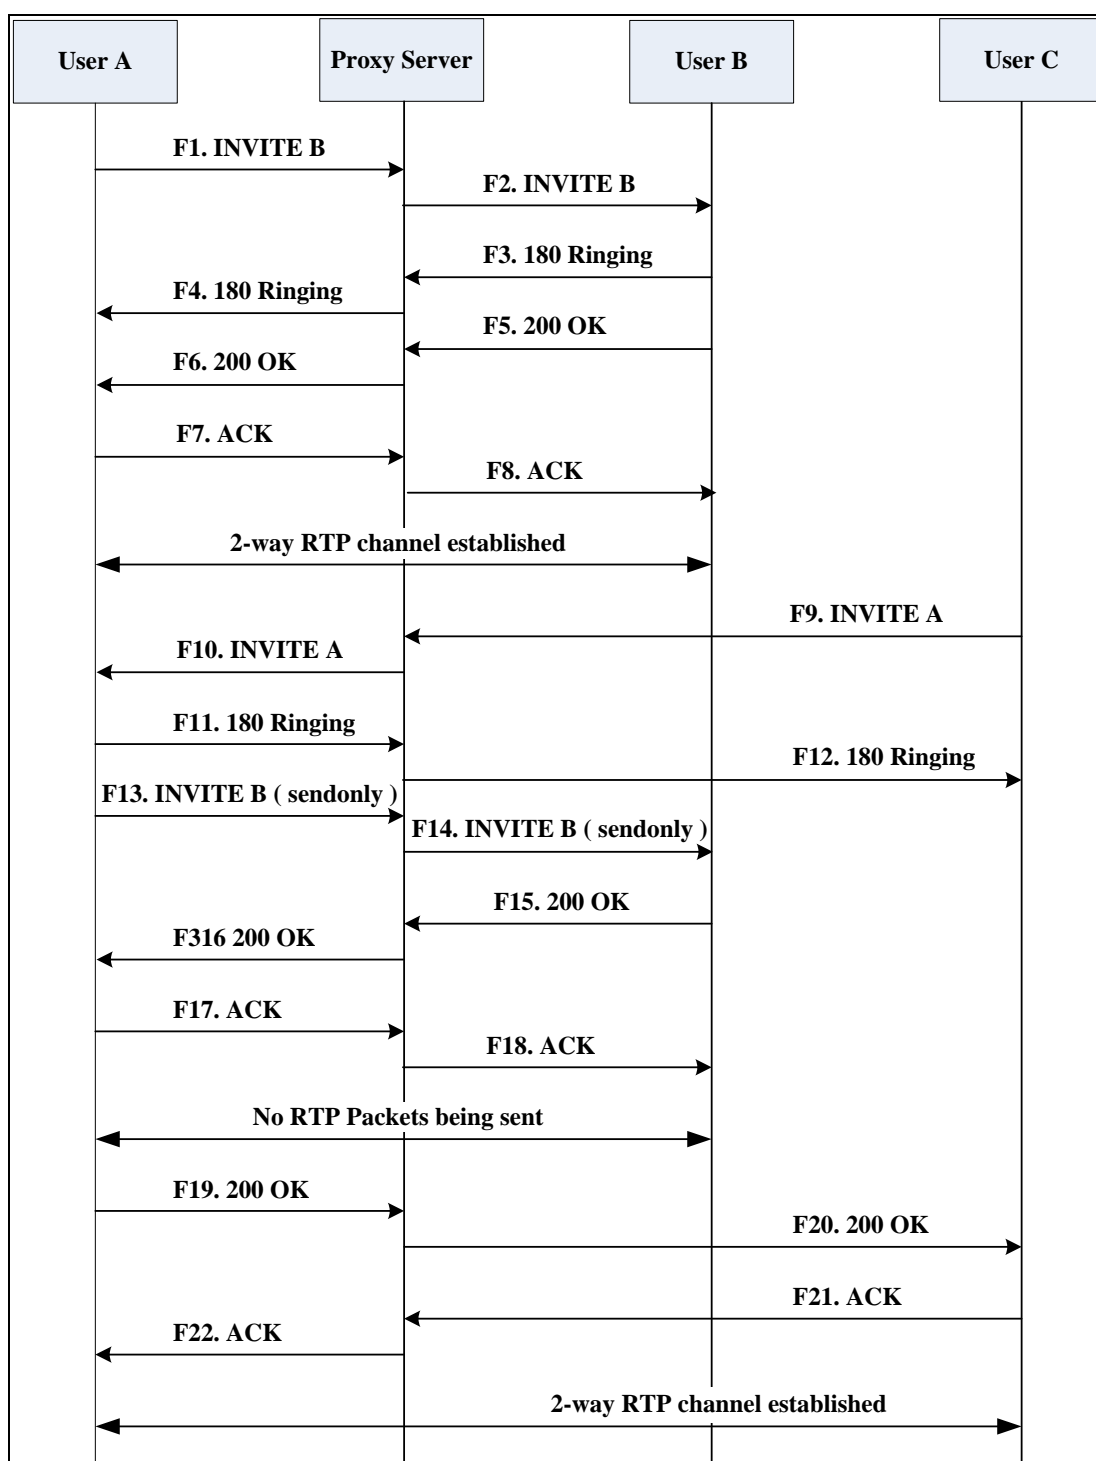 User A
Proxy Server
User B
User C
F1. INVITE B
F2. INVITE B
F3. 180 Ringing
F4. 180 Ringing
F5. 200 OK
F6. 200 OK
F7. ACK
F8. ACK
2-way RTP channel established
F9. INVITE A
F10. INVITE A
F11. 180 Ringing
F12. 180 Ringing
F13. INVITE B ( sendonly )
F14. INVITE B ( sendonly )
F15. 200 OK
F316 200 OK
F17. ACK
F18. ACK
No RTP Packets being sent
F19. 200 OK
F20. 200 OK
F21. ACK
F22. ACK
2-way RTP channel established